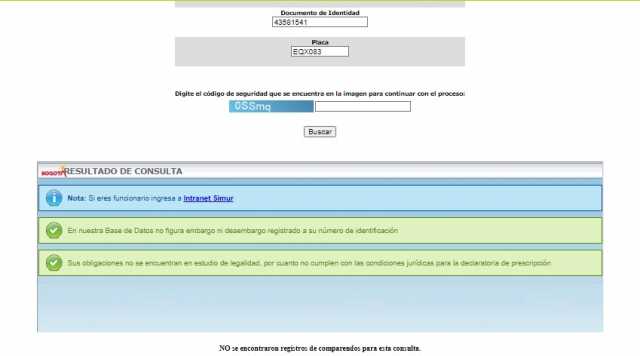 Documento de Identidad
43581541
Placa
EQX083
Digite el código de seguridad que se encuentra en la imagen para continuar con el proceso:
0SSmq
Buscar
BOGOTÁ RESULTADO DE CONSULTA
Nota: Si eres funcionario ingresa a Intranet Simur
En nuestra Base de Datos no figura embargo ni desembargo registrado a su número de identificación
Sus obligaciones no se encuentran en estudio de legalidad, por cuanto no cumplen con las condiciones jurídicas para la declaratoria de prescripción
NO se encontraron registros de comparendos para esta consulta.